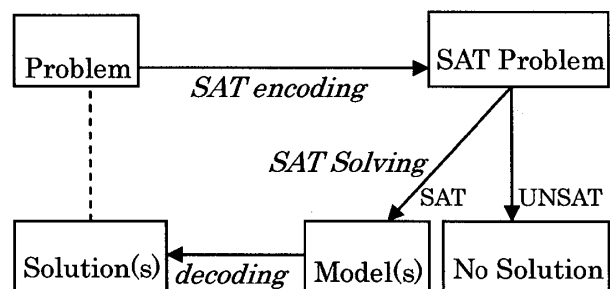 Problem
SAT Problem
SAT encoding
SAT Solving
SAT
UNSAT
Solution(s)
decoding
Model(s)
No Solution